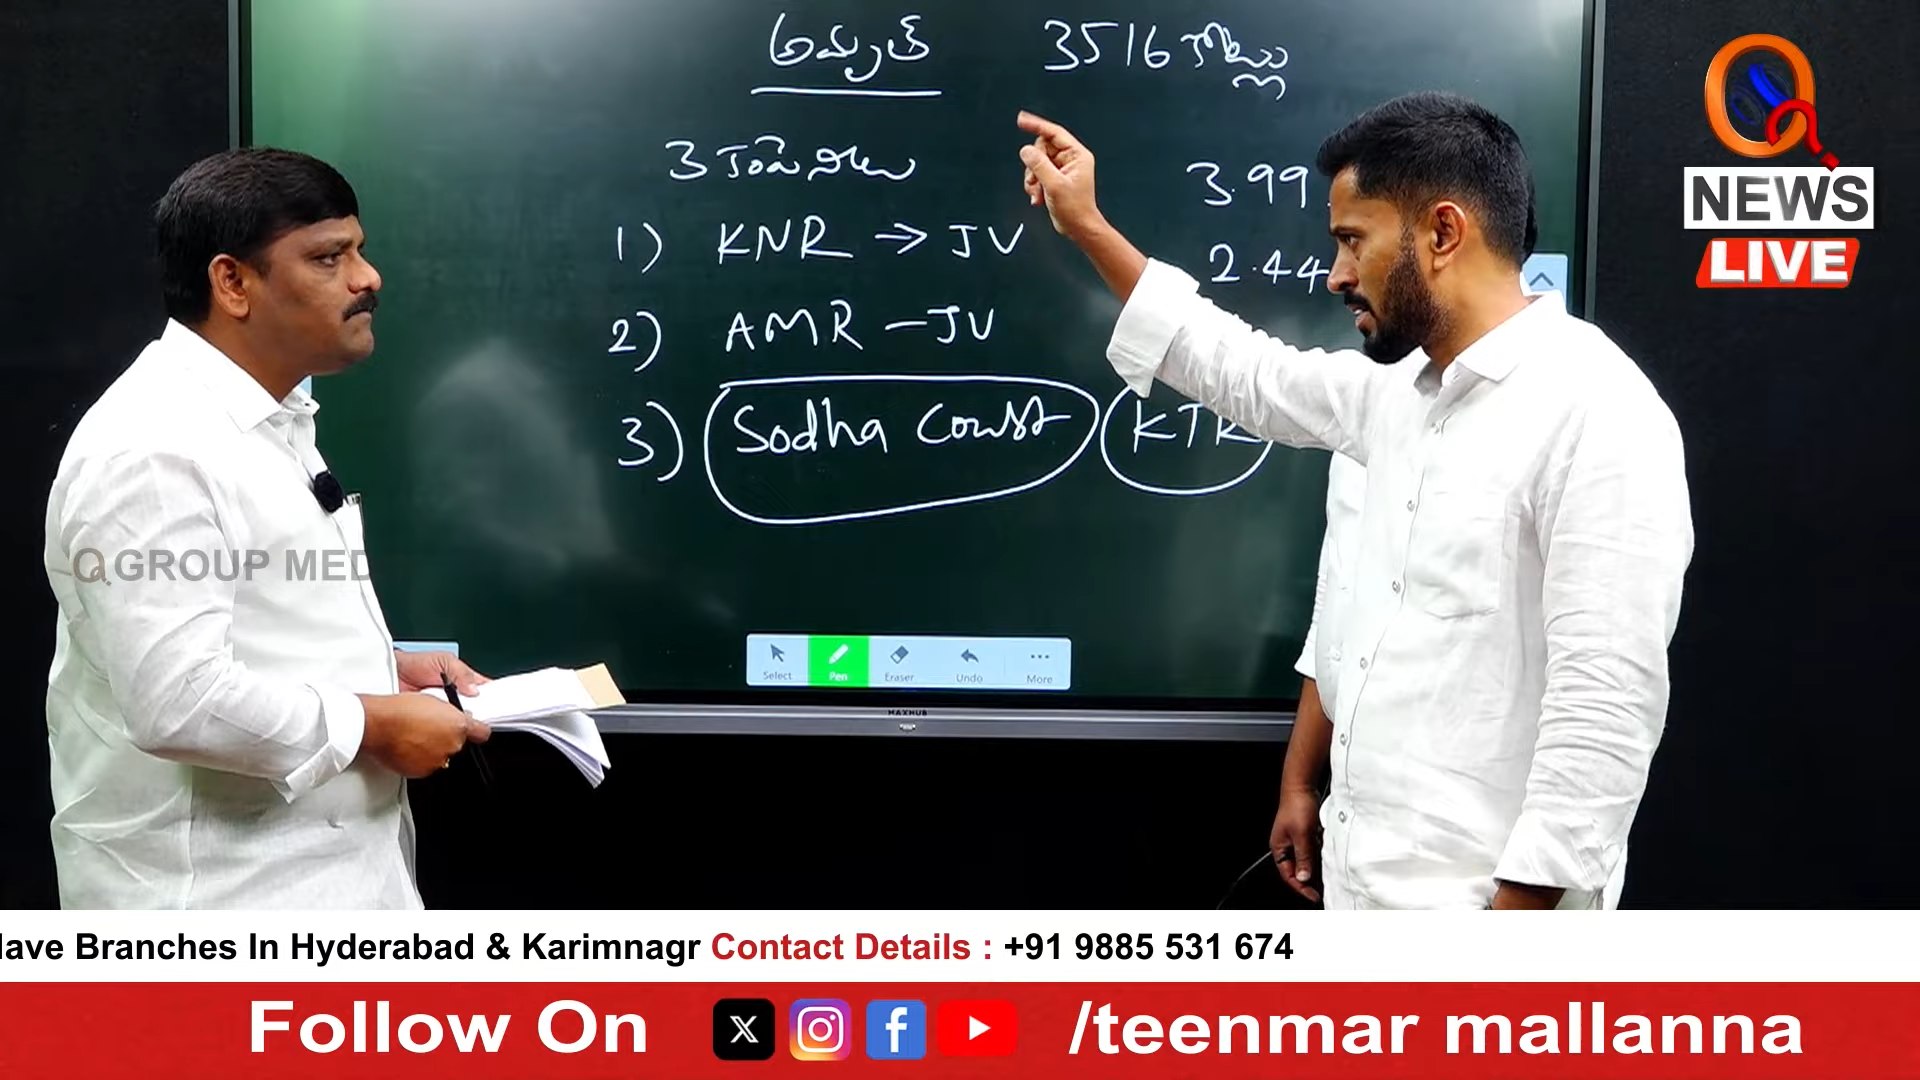 అమృత్ 3516 కోట్లు
3 కంపెనీలు 3.99
1) KNR → JV 2.44
2) AMR – JV
3) Sodha Const KTR
Q NEWS
LIVE
Q GROUP MED
Select Pen Eraser Undo More
MAXHUB
Have Branches In Hyderabad & Karimnagr Contact Details : +91 9885 531 674
Follow On /teenmar mallanna